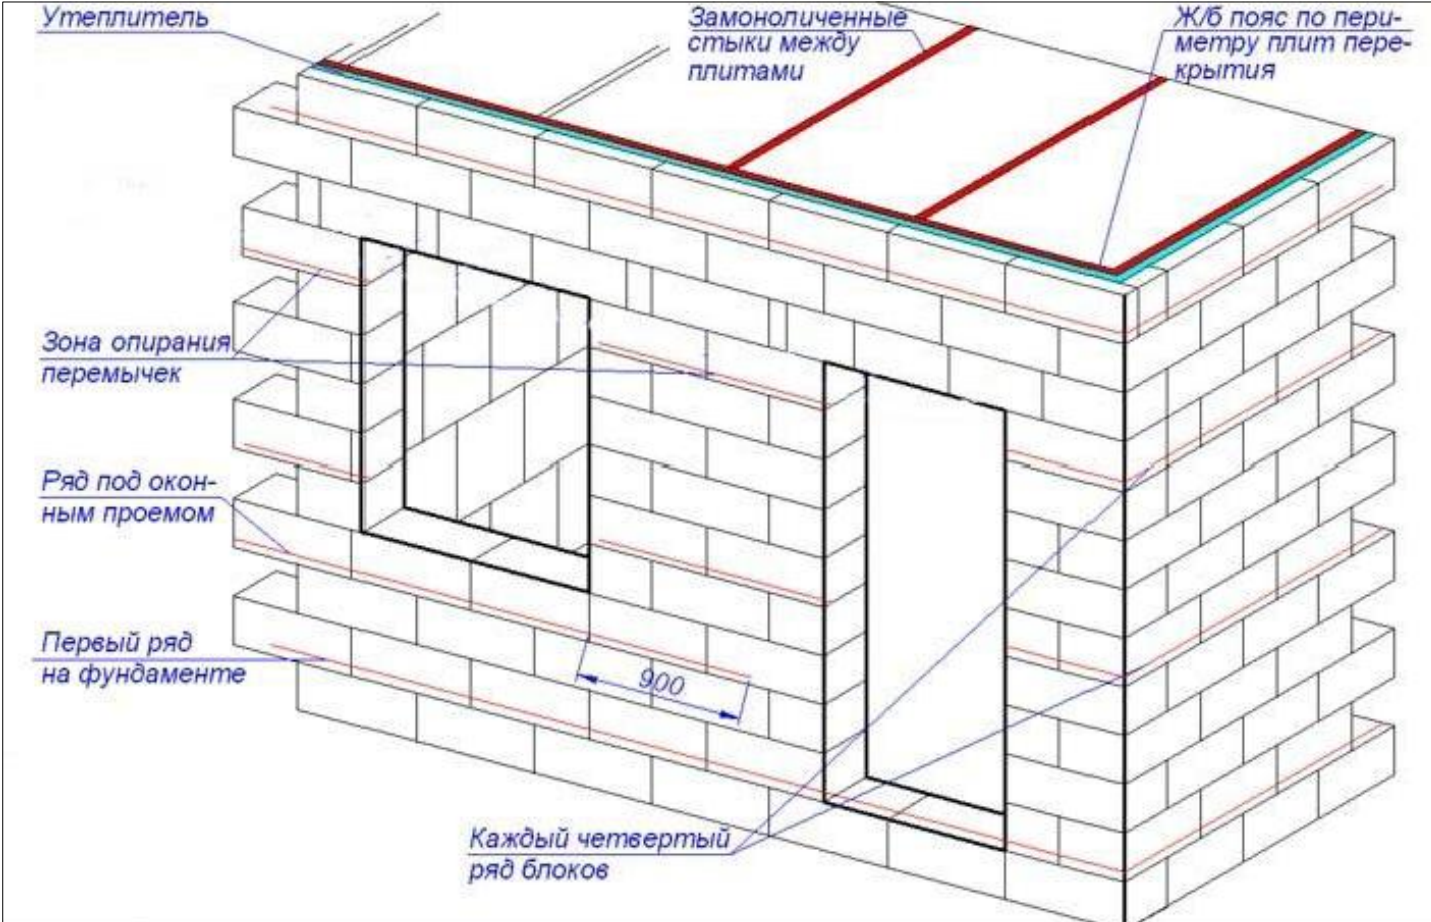 Утеплитель
Замоноличенные
стыки между
плитами
Ж/б пояс по пери-
метру плит пере-
крытия
Зона опирания
перемычек
Ряд под окон-
ным проемом
Первый ряд
на фундаменте
900
Каждый четвертый
ряд блоков